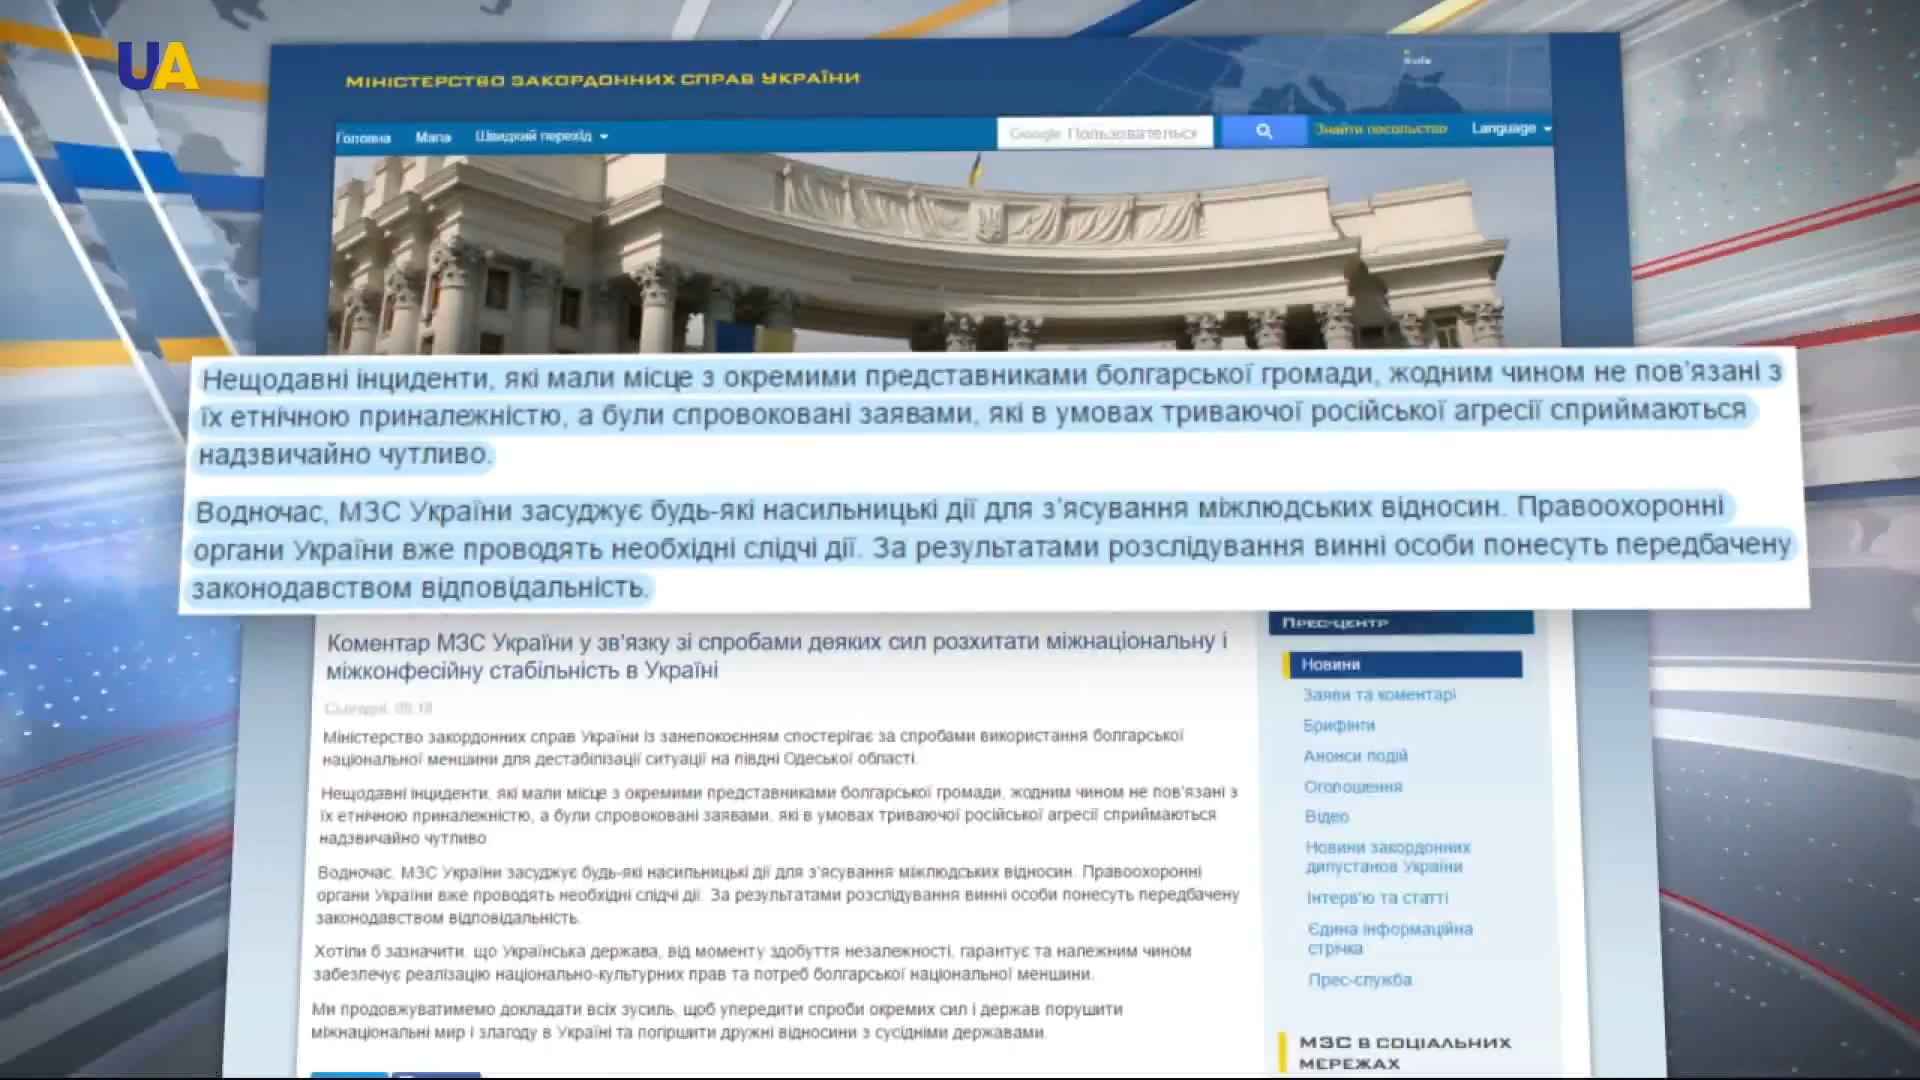 UA
МІНІСТЕРСТВО ЗАКОРДОННИХ СПРАВ УКРАЇНИ
Головна Мапа Швидкий перехід
Google Пользовательск
Знайти посольство Language
Нещодавні інциденти, які мали місце з окремими представниками болгарської громади, жодним чином не пов'язані з
їх етнічною приналежністю, а були спровоковані заявами, які в умовах триваючої російської агресії сприймаються
надзвичайно чутливо.
Водночас, МЗС України засуджує будь-які насильницькі дії для з'ясування міжлюдських відносин. Правоохоронні
органи України вже проводять необхідні слідчі дії. За результатами розслідування винні особи понесуть передбачену
законодавством відповідальність.
Коментар МЗС України у зв'язку зі спробами деяких сил розхитати міжнаціональну і
міжконфесійну стабільність в Україні
Сьогодні,
Міністерство закордонних справ України із занепокоєнням спостерігає за спробами використання болгарської
національної меншини для дестабілізації ситуації на півдні Одеської області.
Нещодавні інциденти, які мали місце з окремими представниками болгарської громади, жодним чином не пов'язані з
їх етнічною приналежністю, а були спровоковані заявами, які в умовах триваючої російської агресії сприймаються
надзвичайно чутливо
Водночас, МЗС України засуджує будь-які насильницькі дії для з'ясування міжлюдських відносин. Правоохоронні
органи України вже проводять необхідні слідчі дії. За результатами розслідування винні особи понесуть передбачену
законодавством відповідальність.
Хотіли б зазначити, що Українська держава, від моменту здобуття незалежності, гарантує та належним чином
забезпечує реалізацію національно-культурних прав та потреб болгарської національної меншини.
Ми продовжуватимемо докладати всіх зусиль, щоб упередити спроби окремих сил і держав порушити
міжнаціональні мир і злагоду в Україні та погіршити дружні відносини з сусідніми державами.
Прес-центр
Новини
Заяви та коментарі
Брифінги
Анонси подій
Оголошення
Відео
Новини закордонних
дипустанов України
Інтерв'ю та статті
Єдина інформаційна
стрічка
Прес-служба
МЗС в соціальних
мережах